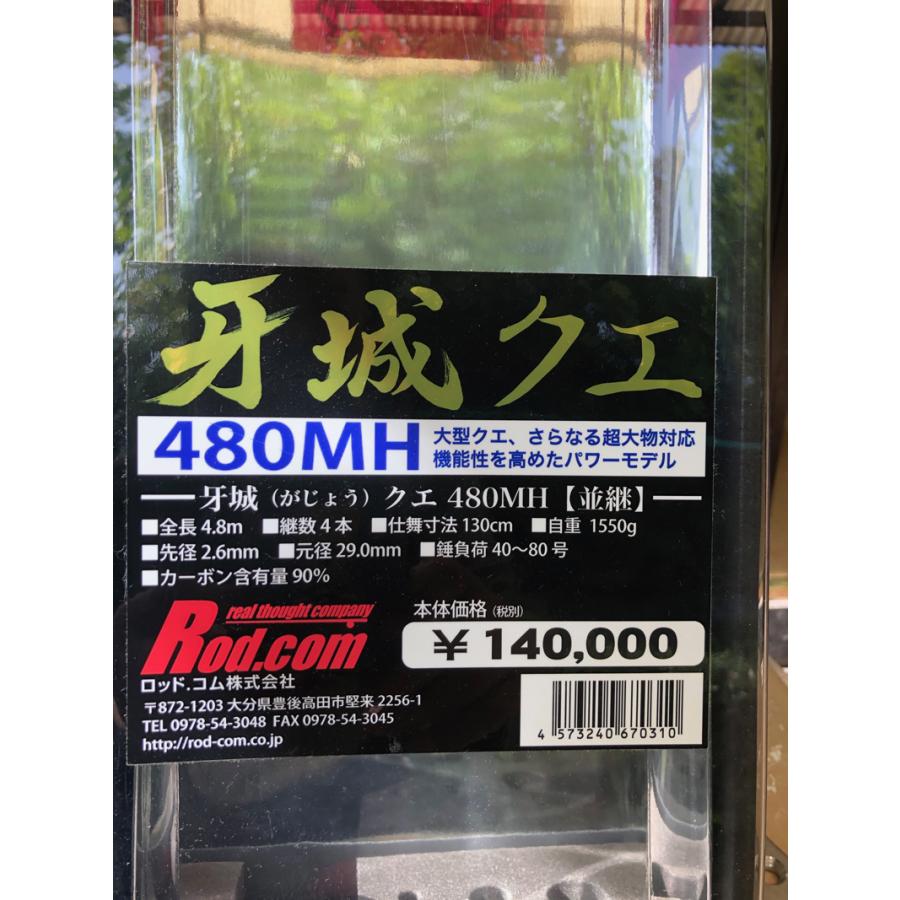 牙城クエ
480MH
大型クエ、さらなる超大物対応
機能性を高めたパワーモデル
牙城（がじょう）クエ 480MH【並継】
■全長 4.8m ■継数 4 本 ■仕舞寸法 130cm ■自重 1550g
■先径 2.6mm ■元径 29.0mm ■錘負荷 40〜80 号
■カーボン含有量 90%
real thought company
Rod.com
本体価格（税別）
¥ 140,000
ロッド.コム株式会社
〒872-1203 大分県豊後高田市堅来 2256-1
TEL 0978-54-3048 FAX 0978-54-3045
http://rod-com.co.jp
4 573240 670310